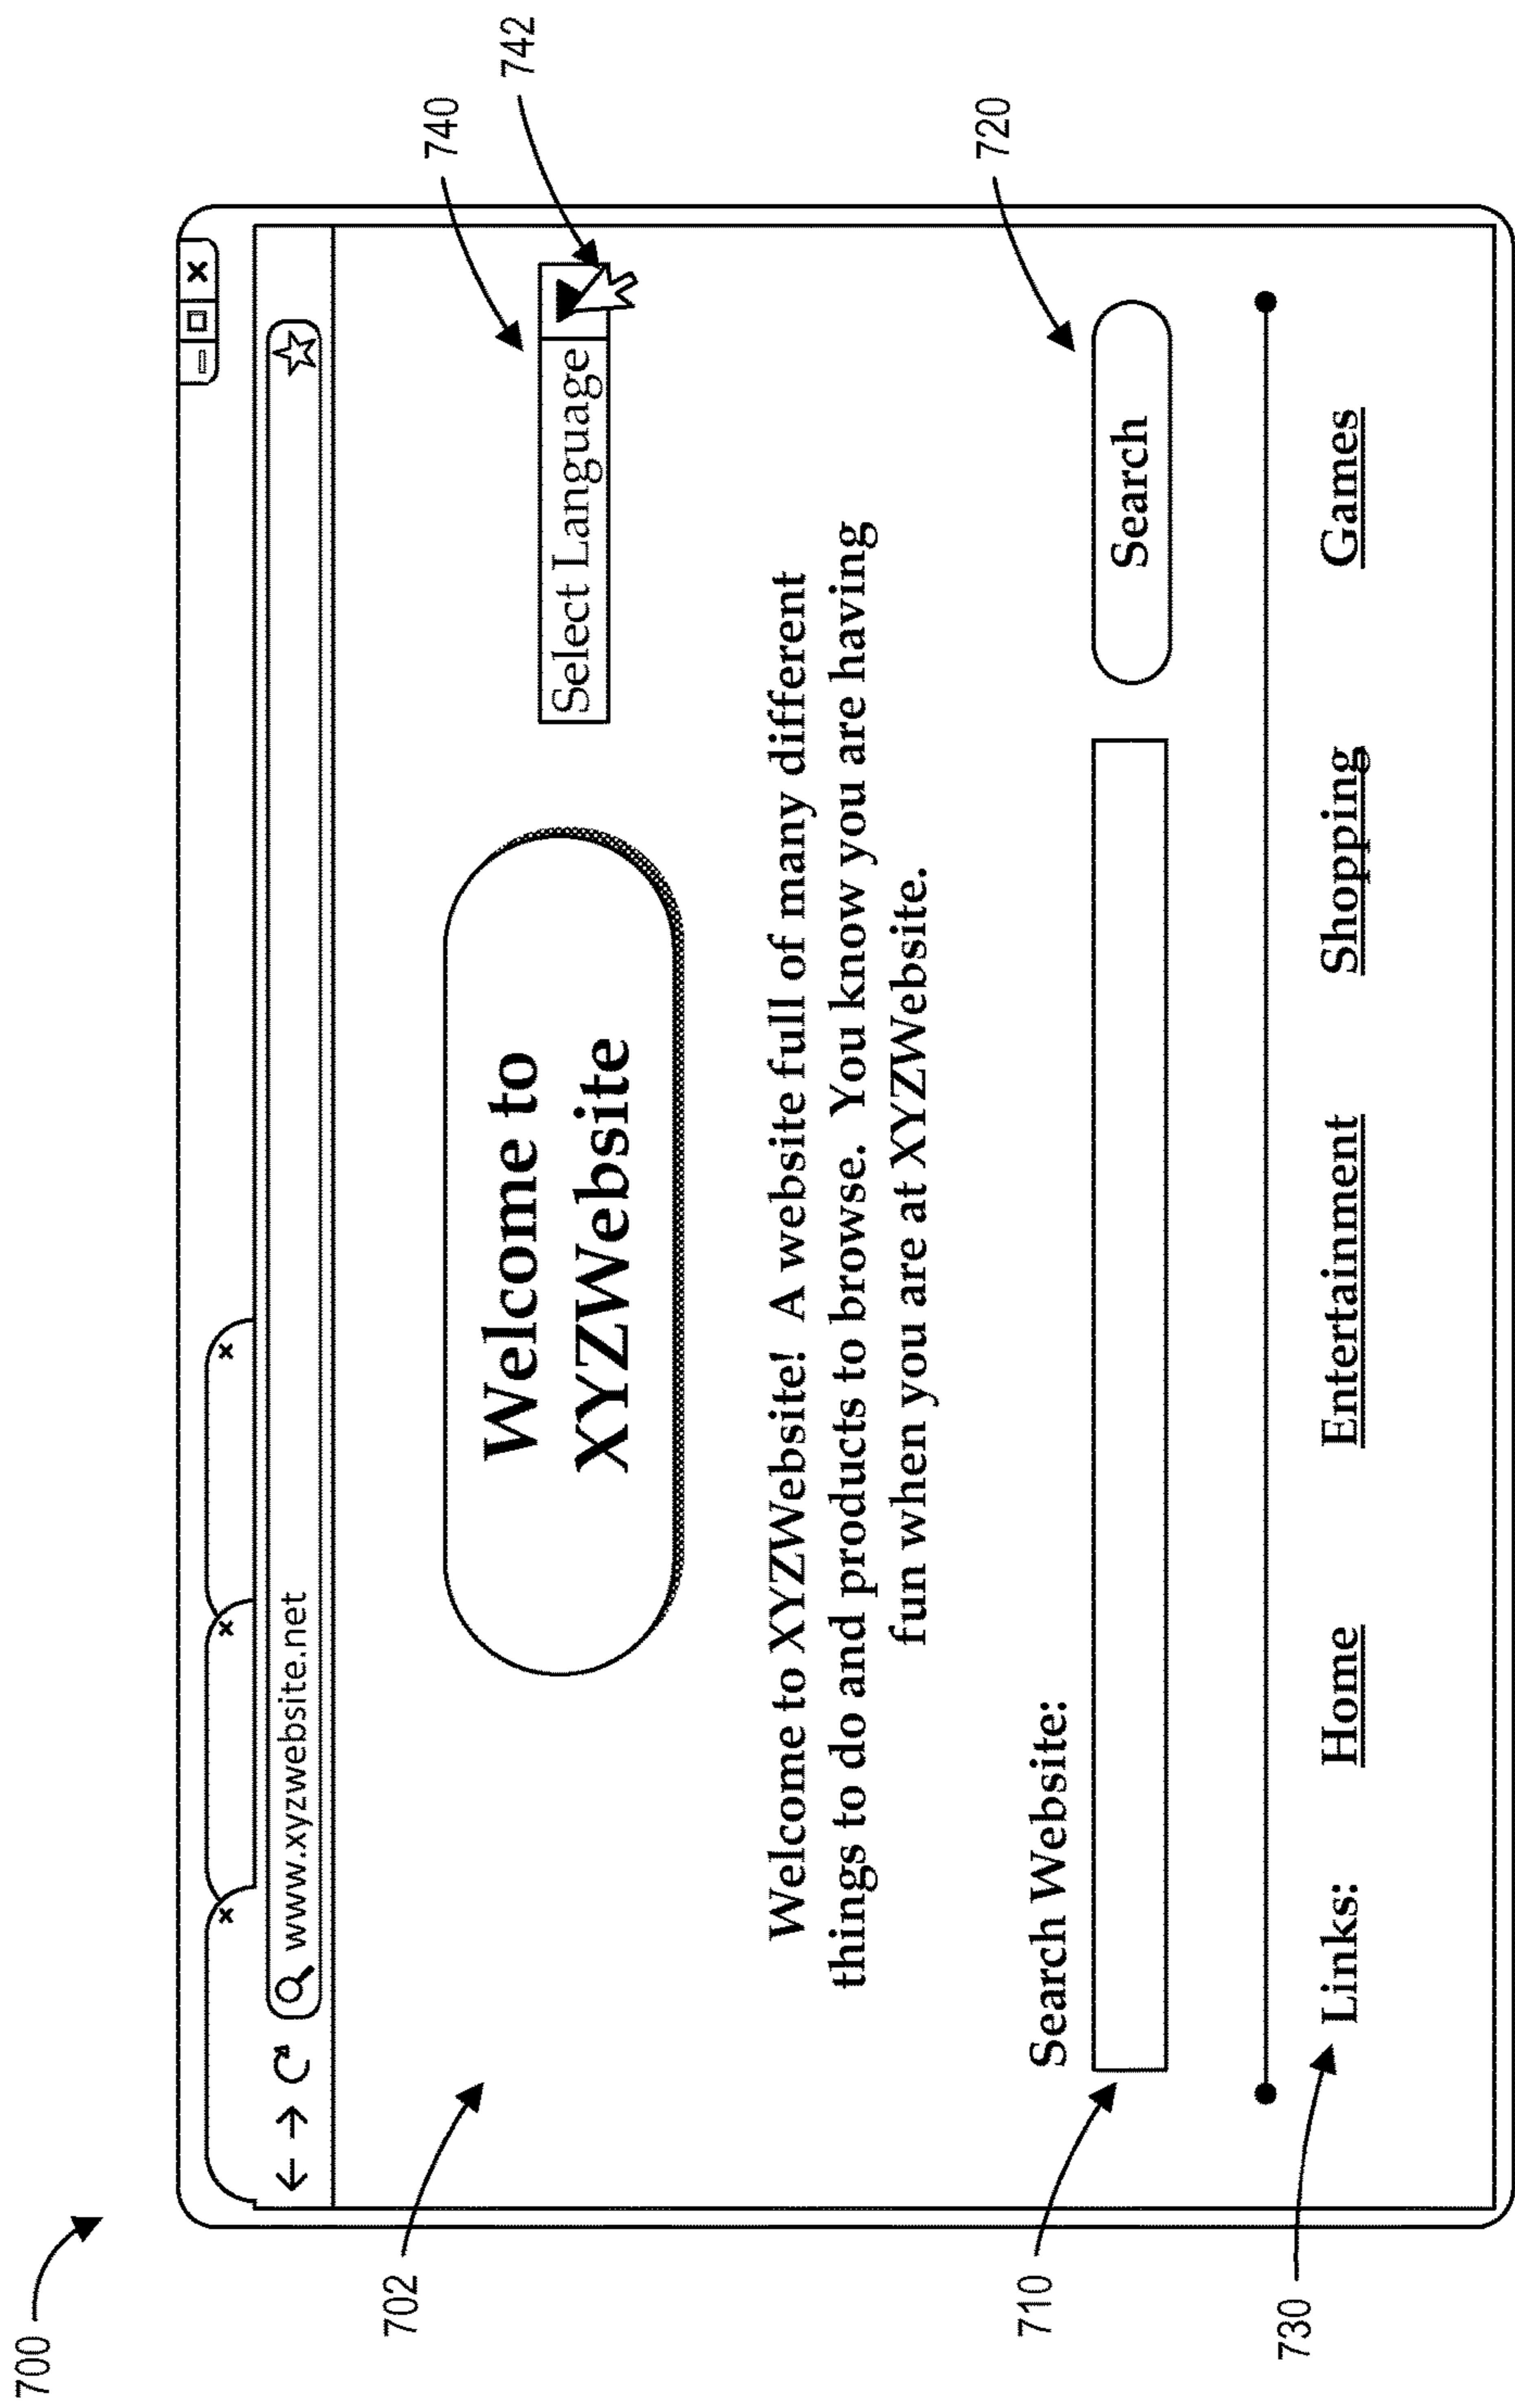 700
742
740
www.xyzwebsite.net
702
Welcome to
XYZWebsite
Select Language
Welcome to XYZWebsite! A website full of many different
things to do and products to browse. You know you are having
fun when you are at XYZWebsite.
720
Search Website:
710
Search
730
Links: Home Entertainment Shopping Games